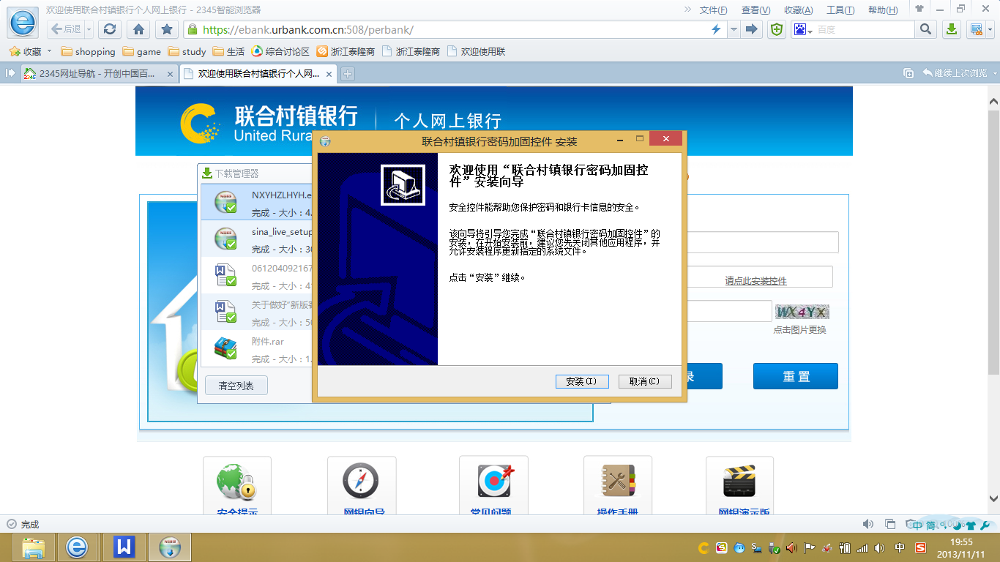 欢迎使用联合村镇银行个人网上银行 - 2345智能浏览器
文件(F) 查看(V) 收藏(A) 工具(T) 帮助(H)
后退 https://ebank.urbank.com.cn:508/perbank/ 百度
收藏 shopping game study 生活 综合讨论区 浙江泰隆商 浙江泰隆商 欢迎使用联
2345网址导航 - 开创中国百... 欢迎使用联合村镇银行个人网... 继续上次浏览
联合村镇银行 个人网上银行
United Rura
联合村镇银行密码加固控件 安装
欢迎使用“联合村镇银行密码加固控
件”安装向导
安全控件能帮助您保护密码和银行卡信息的安全。
该向导将引导您完成“联合村镇银行密码加固控件”的
安装，在开始安装前，建议您先关闭其他应用程序，并
允许安装程序更新指定的系统文件。
点击“安装”继续。
安装(I) 取消(C)
下载管理器
NXYHZLHYH.e
完成 - 大小：4.
sina_live_setup
完成 - 大小：30
061204092167
完成 - 大小：4
关于做好“新版客
完成 - 大小：50
附件.rar
完成 - 大小：1.
清空列表
请点此安装控件
WX4YX
点击图片更换
录 重 置
安全提示 网银向导 常见问题 操作手册 网银演示版
完成
中 简
中
19:55
2013/11/11